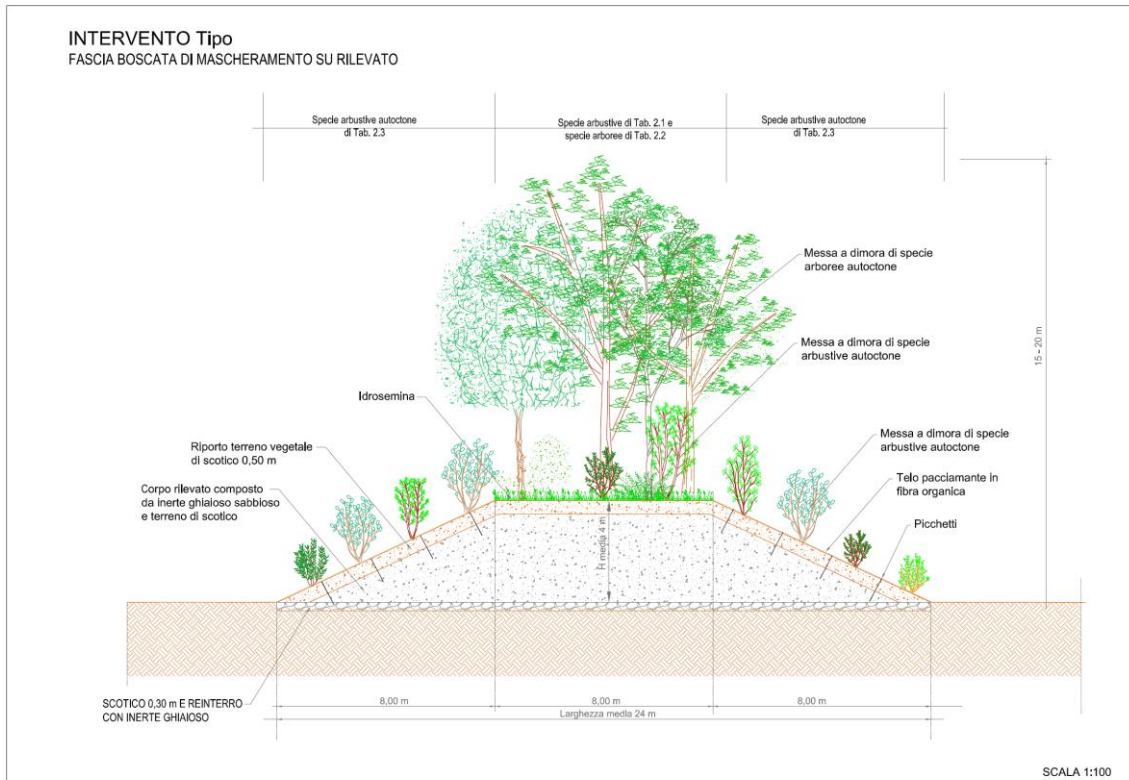 INTERVENTO Tipo
FASCIA BOSCATA DI MASCHERAMENTO SU RILEVATO
Specie arbustive autoctone
di Tab. 2.3
Specie arbustive di Tab. 2.1 e
specie arboree di Tab. 2.2
Specie arbustive autoctone
di Tab. 2.3
Messa a dimora di specie
arboree autoctone
15 - 20 m
Messa a dimora di specie
arbustive autoctone
Idrosemina
Riporto terreno vegetale
di scotico 0,50 m
Messa a dimora di specie
arbustive autoctone
Corpo rilevato composto
da inerte ghiaioso sabbioso
e terreno di scotico
Telo pacciamante in
fibra organica
Picchetti
H media 4 m
SCOTICO 0,30 m E REINTERRO
CON INERTE GHIAIOSO
8,00 m
8,00 m
8,00 m
Larghezza media 24 m
SCALA 1:100